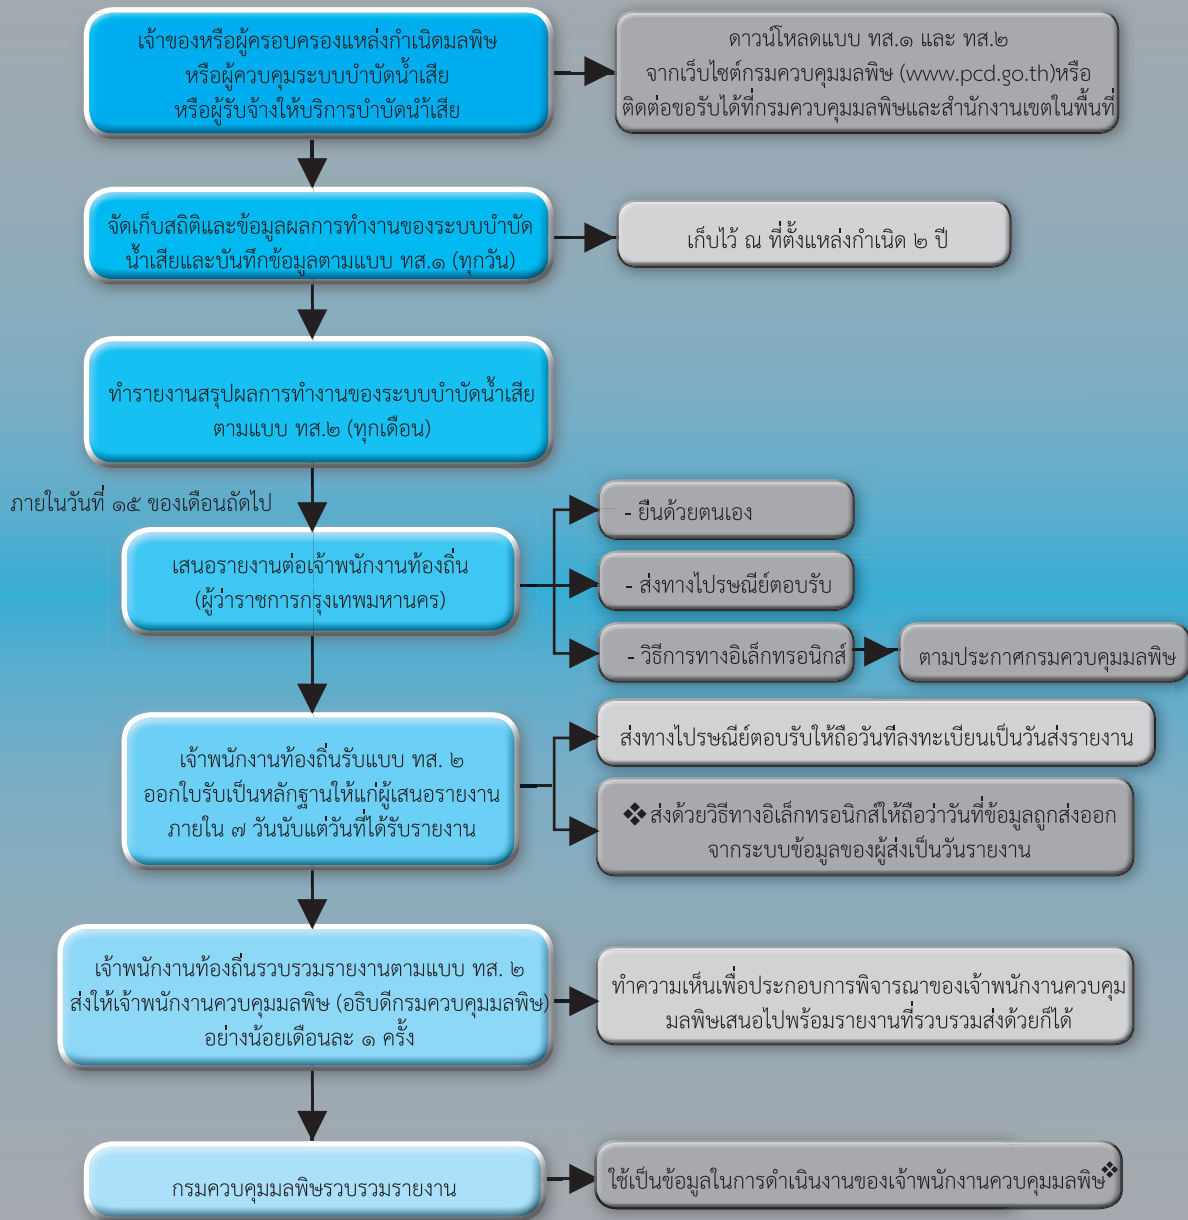 เจ้าของหรือผู้ครอบครองแหล่งกำเนิดมลพิษ
หรือผู้ควบคุมระบบบำบัดน้ำเสีย
หรือผู้รับจ้างให้บริการบำบัดน้ำเสีย
ดาวน์โหลดแบบ ทส.๑ และ ทส.๒
จากเว็บไซต์กรมควบคุมมลพิษ (www.pcd.go.th)หรือ
ติดต่อขอรับได้ที่กรมควบคุมมลพิษและสำนักงานเขตในพื้นที่
จัดเก็บสถิติและข้อมูลผลการทำงานของระบบบำบัด
น้ำเสียและบันทึกข้อมูลตามแบบ ทส.๑ (ทุกวัน)
เก็บไว้ ณ ที่ตั้งแหล่งกำเนิด ๒ ปี
ทำรายงานสรุปผลการทำงานของระบบบำบัดน้ำเสีย
ตามแบบ ทส.๒ (ทุกเดือน)
ภายในวันที่ ๑๕ ของเดือนถัดไป
เสนอรายงานต่อเจ้าพนักงานท้องถิ่น
(ผู้ว่าราชการกรุงเทพมหานคร)
- ยืนด้วยตนเอง
- ส่งทางไปรษณีย์ตอบรับ
- วิธีการทางอิเล็กทรอนิกส์
ตามประกาศกรมควบคุมมลพิษ
เจ้าพนักงานท้องถิ่นรับแบบ ทส. ๒
ออกใบรับเป็นหลักฐานให้แก่ผู้เสนอรายงาน
ภายใน ๗ วันนับแต่วันที่ได้รับรายงาน
ส่งทางไปรษณีย์ตอบรับให้ถือวันที่ลงทะเบียนเป็นวันส่งรายงาน
❖ ส่งด้วยวิธีทางอิเล็กทรอนิกส์ให้ถือว่าวันที่ข้อมูลถูกส่งออก
จากระบบข้อมูลของผู้ส่งเป็นวันรายงาน
เจ้าพนักงานท้องถิ่นรวบรวมรายงานตามแบบ ทส. ๒
ส่งให้เจ้าพนักงานควบคุมมลพิษ (อธิบดีกรมควบคุมมลพิษ)
อย่างน้อยเดือนละ ๑ ครั้ง
ทำความเห็นเพื่อประกอบการพิจารณาของเจ้าพนักงานควบคุม
มลพิษเสนอไปพร้อมรายงานที่รวบรวมส่งด้วยก็ได้
กรมควบคุมมลพิษรวบรวมรายงาน
ใช้เป็นข้อมูลในการดำเนินงานของเจ้าพนักงานควบคุมมลพิษ❖